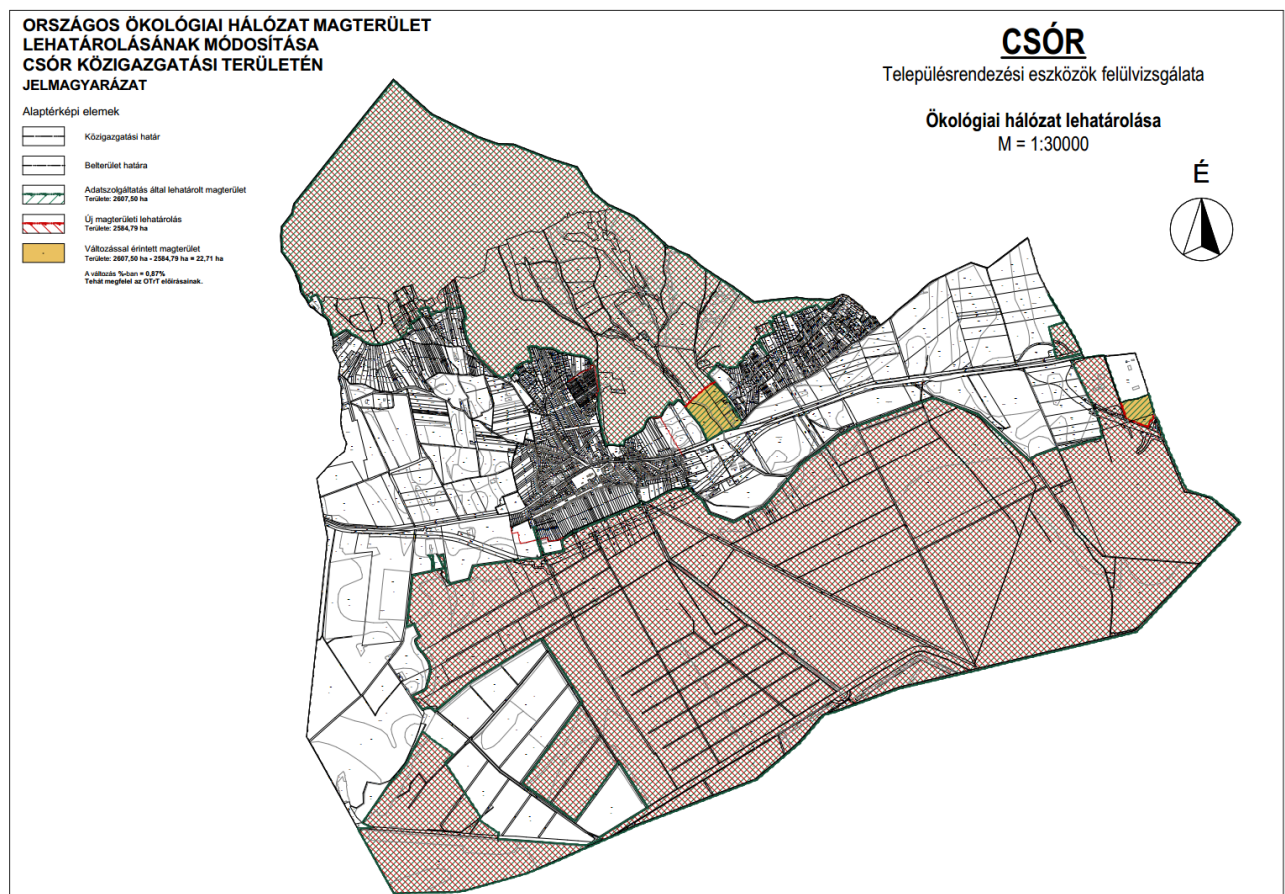 ORSZÁGOS ÖKOLÓGIAI HÁLÓZAT MAGTERÜLET
LEHATÁROLÁSÁNAK MÓDOSÍTÁSA
CSÓR KÖZIGAZGATÁSI TERÜLETÉN
JELMAGYARÁZAT
Alaptérképi elemek
Közigazgatási határ
Belterület határa
Adatszolgáltatás által lehatárolt magterület
Területe: 2607,50 ha
Új magterületi lehatárolás
Területe: 2584,79 ha
Változással érintett magterület
Területe: 2607,50 ha - 2584,79 ha = 22,71 ha
A változás %-ban = 0,87%
Tehát megfelel az OTrT előírásainak.
CSÓR
Településrendezési eszközök felülvizsgálata
Ökológiai hálózat lehatárolása
M = 1:30000
É